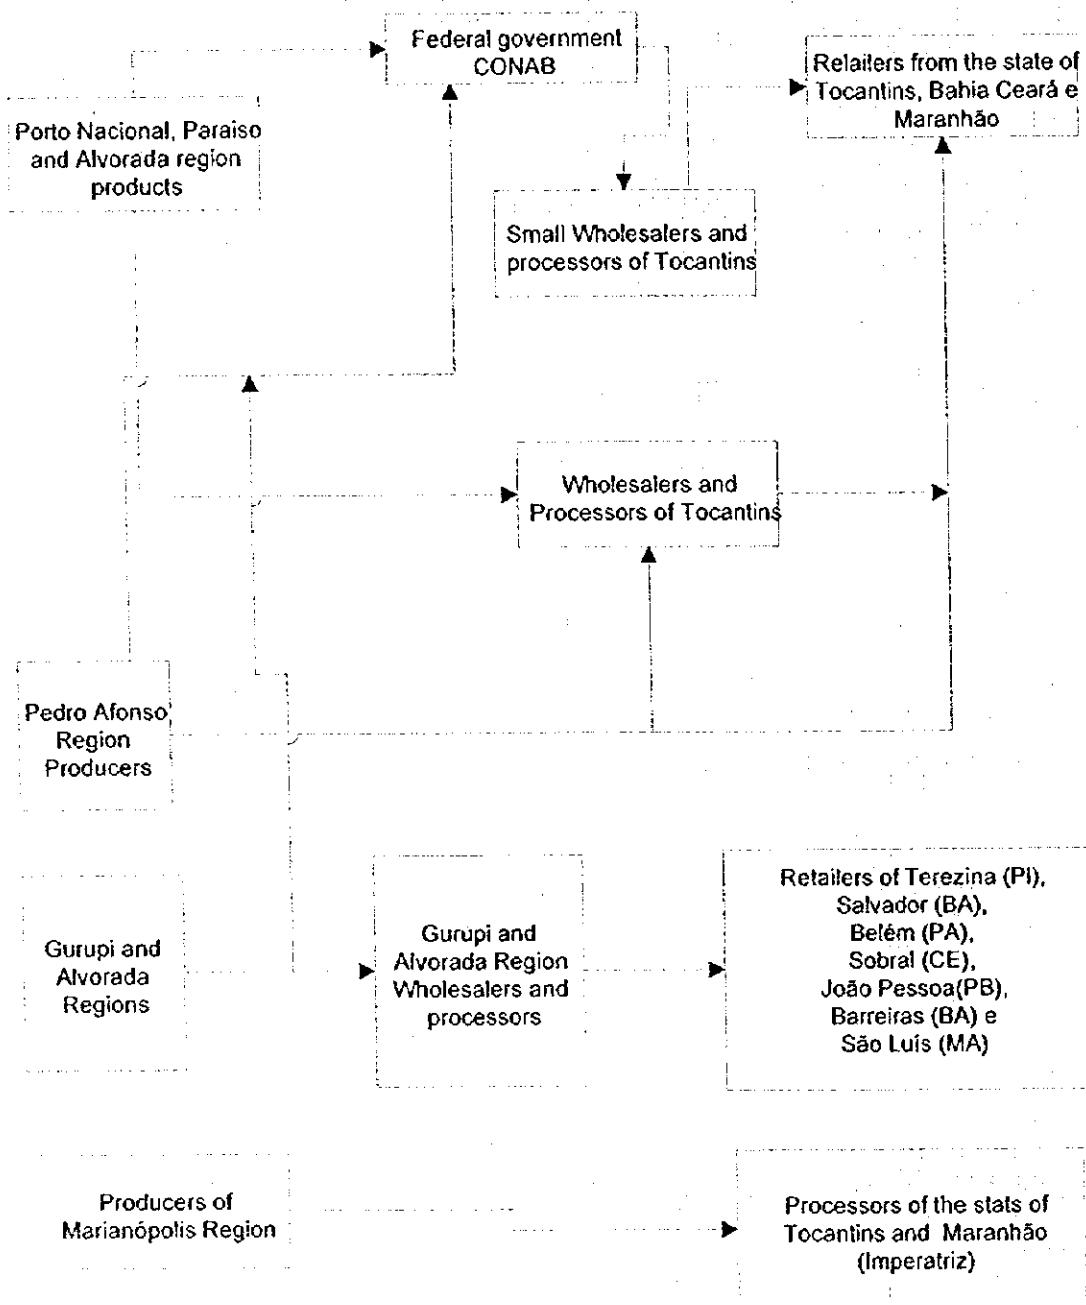 Federal government
CONAB
Relailers from the state of
Tocantins, Bahia Ceará e
Maranhão
Porto Nacional, Paraiso
and Alvorada region
products
Small Wholesalers and
processors of Tocantins
Wholesalers and
Processors of Tocantins
Pedro Afonso
Region
Producers
Gurupi and
Alvorada
Regions
Gurupi and
Alvorada Region
Wholesalers and
processors
Retailers of Terezina (PI),
Salvador (BA),
Belém (PA),
Sobral (CE),
João Pessoa(PB),
Barreiras (BA) e
São Luís (MA)
Producers of
Marianópolis Region
Processors of the stats of
Tocantins and Maranhão
(Imperatriz)